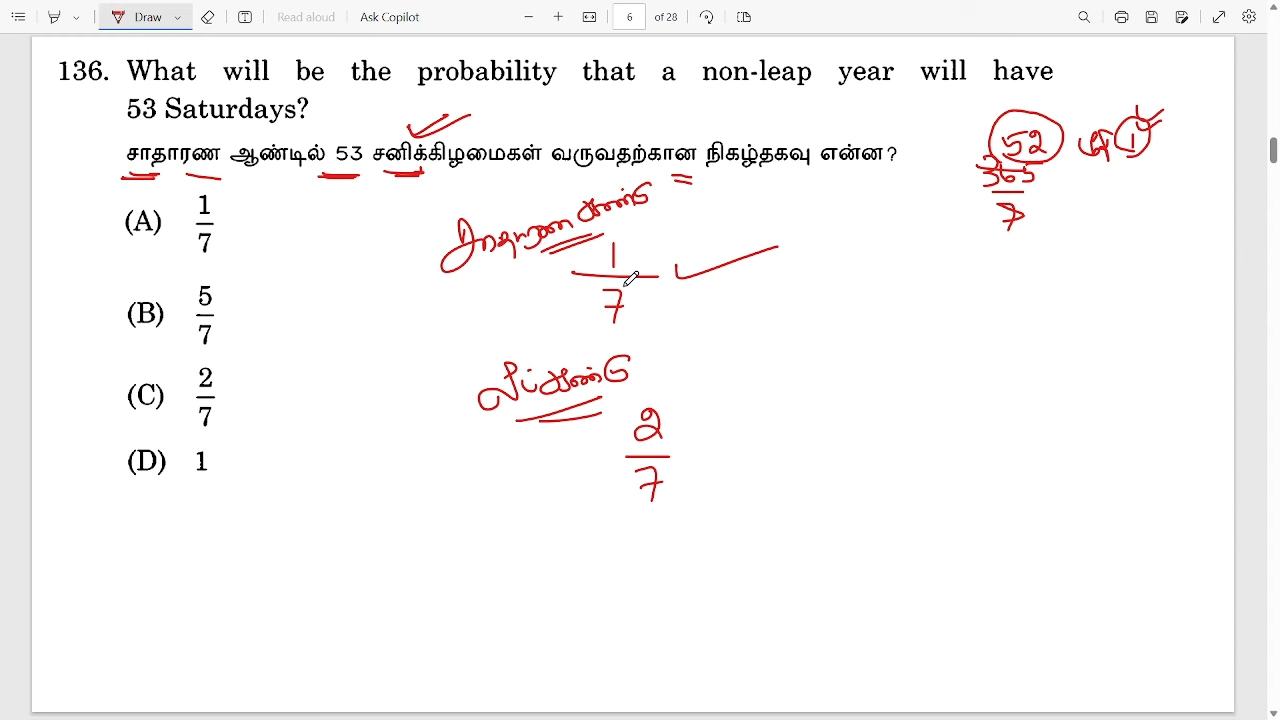 Draw
Read aloud
Ask Copilot
6 of 28
136. What will be the probability that a non-leap year will have
53 Saturdays?
சாதாரண ஆண்டில் 53 சனிக்கிழமைகள் வருவதற்கான நிகழ்தகவு என்ன?
52 மீ 1
365
7
(A) 1/7
(B) 5/7
(C) 2/7
(D) 1
சாதாரண ஆண்டு
1/7
லீப் ஆண்டு
2/7